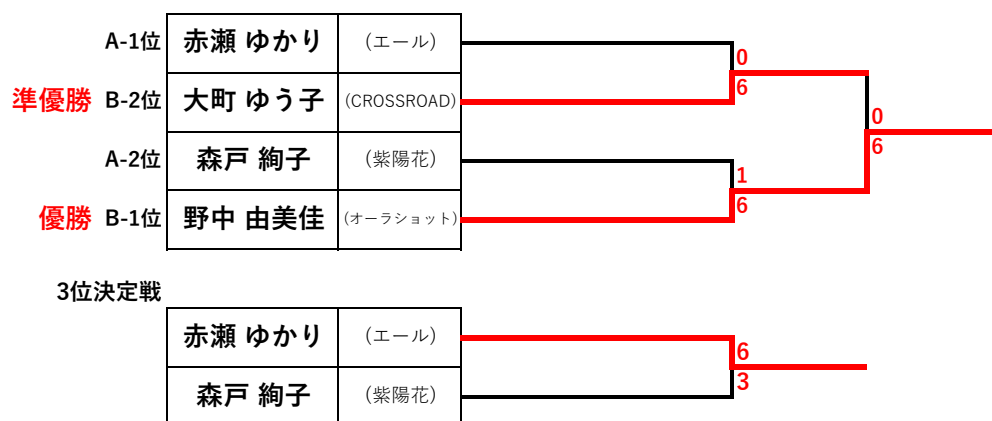 A-1位 赤瀬 ゆかり (エール)
0
準優勝 B-2位 大町 ゆう子 (CROSSROAD)
6
0
A-2位 森戸 絢子 (紫陽花)
6
1
優勝 B-1位 野中 由美佳 (オーラショット)
6
3位決定戦
赤瀬 ゆかり (エール)
6
森戸 絢子 (紫陽花)
3